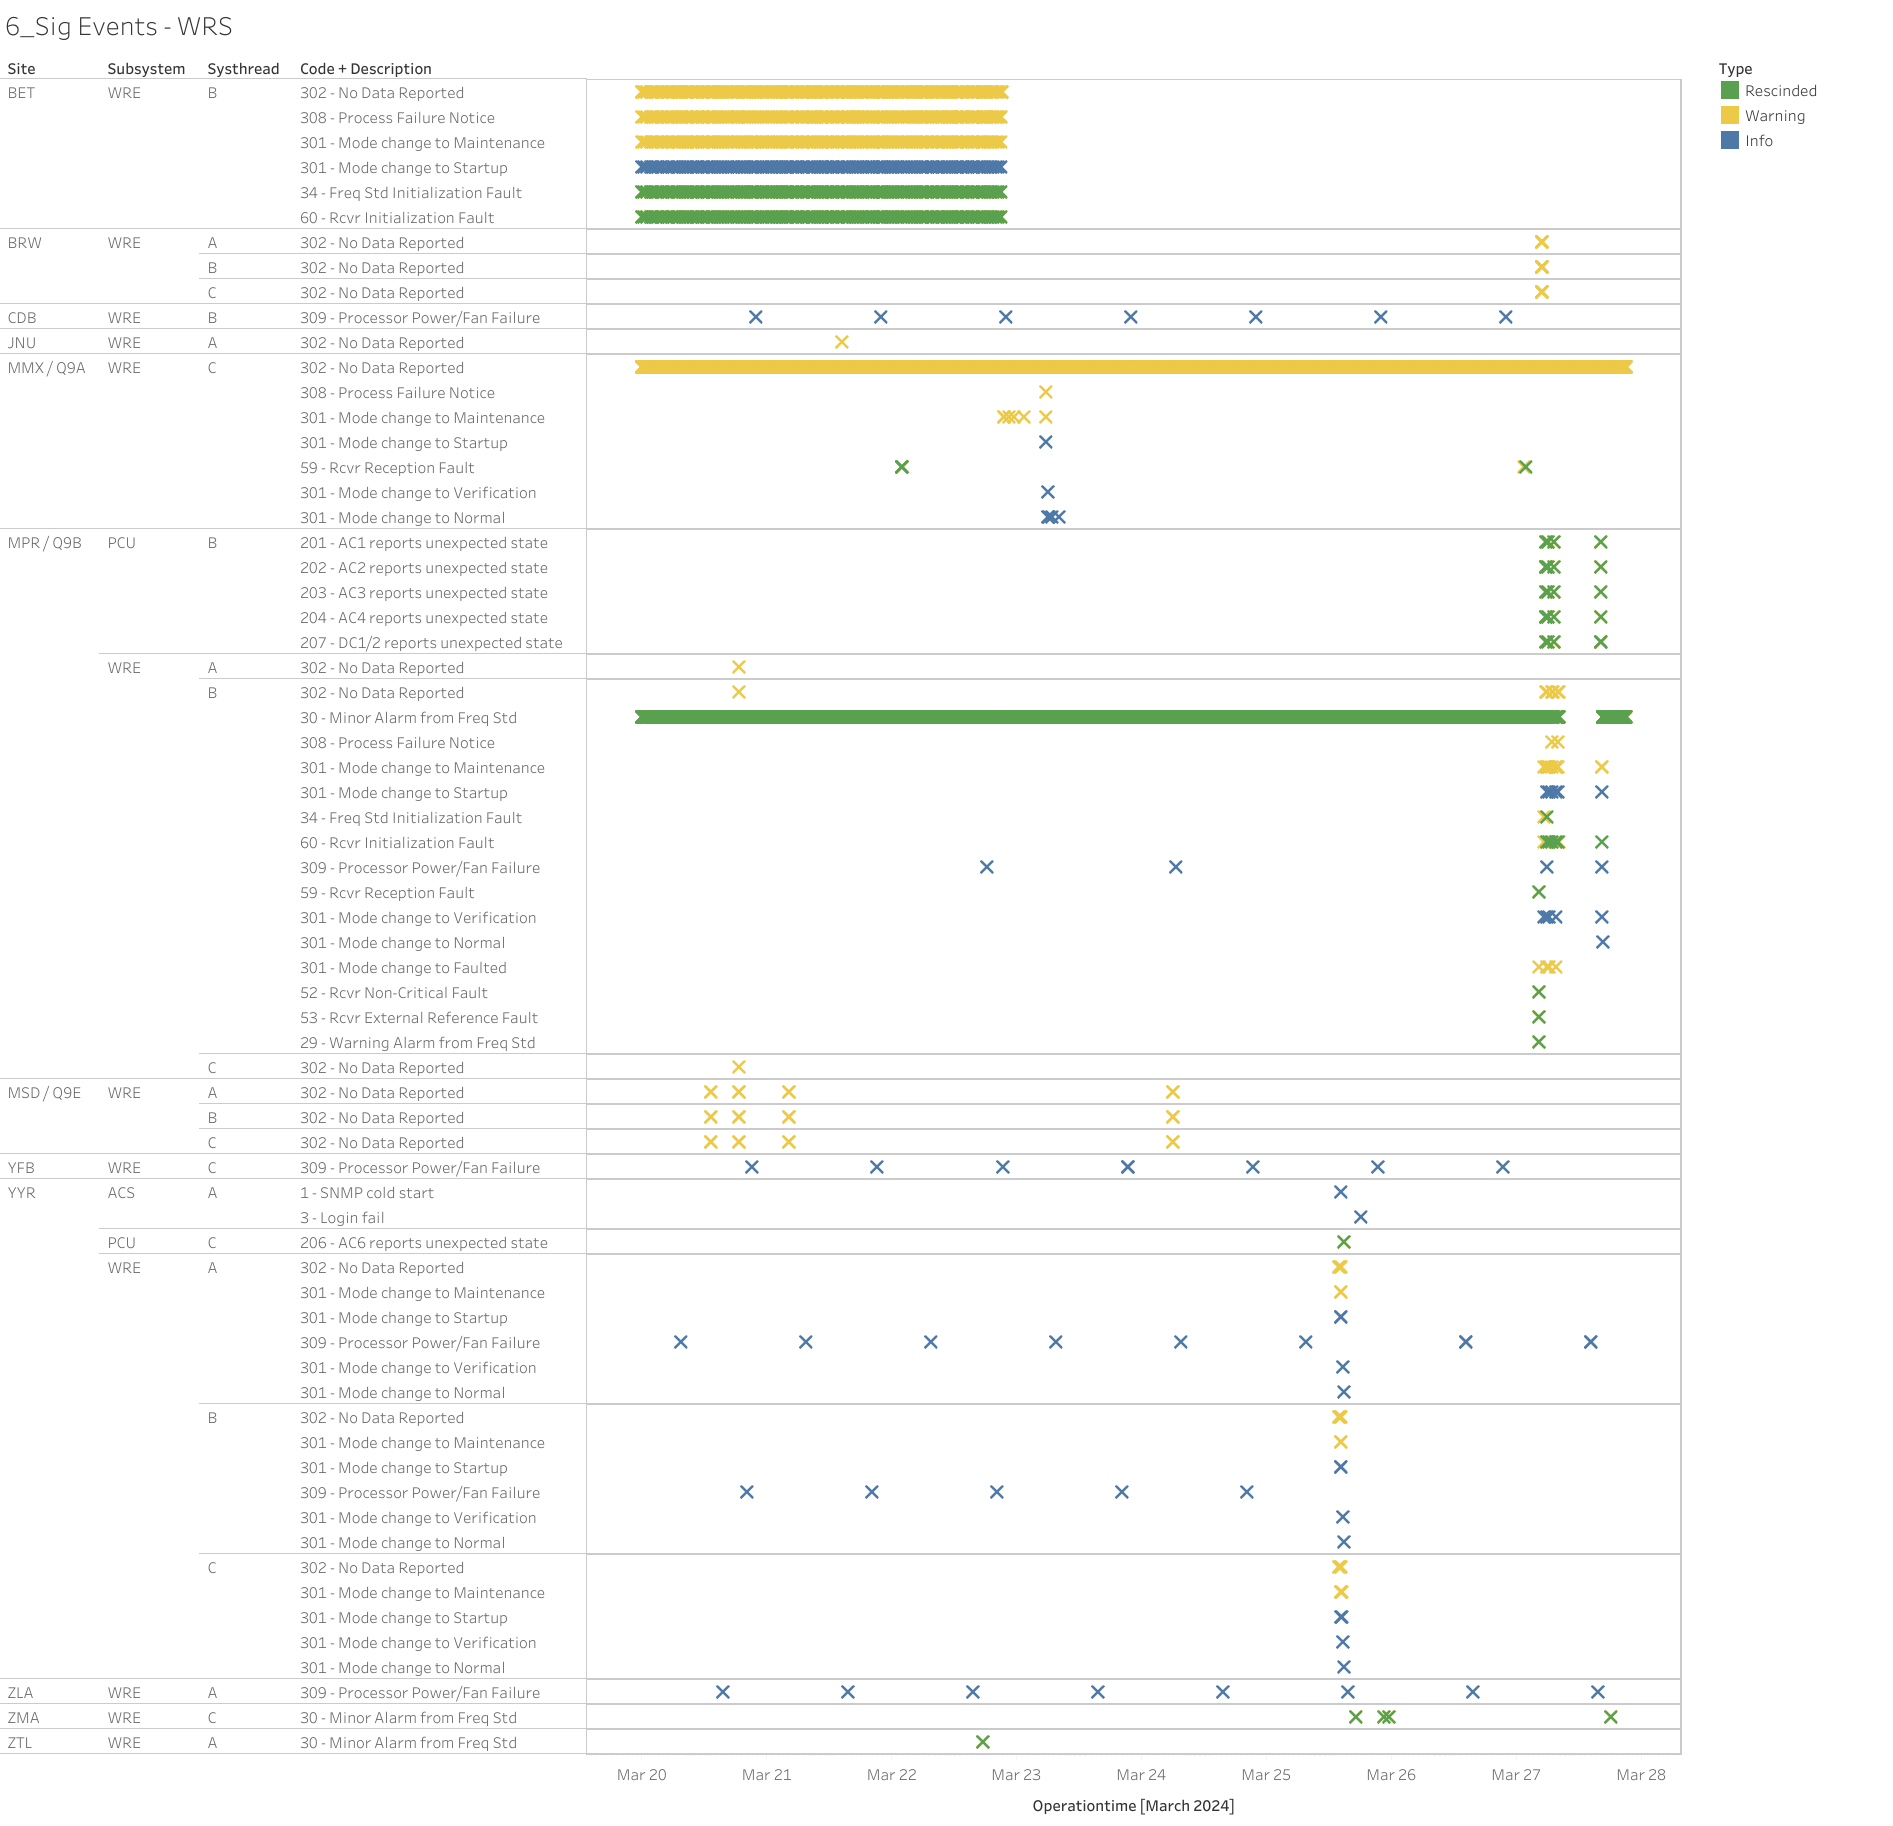 6_Sig Events - WRS
Site Subsystem Systhread Code + Description
Type
Rescinded
Warning
Info
BET WRE B 302 - No Data Reported
308 - Process Failure Notice
301 - Mode change to Maintenance
301 - Mode change to Startup
34 - Freq Std Initialization Fault
60 - Rcvr Initialization Fault
BRW WRE A 302 - No Data Reported
B 302 - No Data Reported
C 302 - No Data Reported
CDB WRE B 309 - Processor Power/Fan Failure
JNU WRE A 302 - No Data Reported
MMX / Q9A WRE C 302 - No Data Reported
308 - Process Failure Notice
301 - Mode change to Maintenance
301 - Mode change to Startup
59 - Rcvr Reception Fault
301 - Mode change to Verification
301 - Mode change to Normal
MPR / Q9B PCU B 201 - AC1 reports unexpected state
202 - AC2 reports unexpected state
203 - AC3 reports unexpected state
204 - AC4 reports unexpected state
207 - DC1/2 reports unexpected state
WRE A 302 - No Data Reported
B 302 - No Data Reported
30 - Minor Alarm from Freq Std
308 - Process Failure Notice
301 - Mode change to Maintenance
301 - Mode change to Startup
34 - Freq Std Initialization Fault
60 - Rcvr Initialization Fault
309 - Processor Power/Fan Failure
59 - Rcvr Reception Fault
301 - Mode change to Verification
301 - Mode change to Normal
301 - Mode change to Faulted
52 - Rcvr Non-Critical Fault
53 - Rcvr External Reference Fault
29 - Warning Alarm from Freq Std
C 302 - No Data Reported
MSD / Q9E WRE A 302 - No Data Reported
B 302 - No Data Reported
C 302 - No Data Reported
YFB WRE C 309 - Processor Power/Fan Failure
YYR ACS A 1 - SNMP cold start
3 - Login fail
PCU C 206 - AC6 reports unexpected state
WRE A 302 - No Data Reported
301 - Mode change to Maintenance
301 - Mode change to Startup
309 - Processor Power/Fan Failure
301 - Mode change to Verification
301 - Mode change to Normal
B 302 - No Data Reported
301 - Mode change to Maintenance
301 - Mode change to Startup
309 - Processor Power/Fan Failure
301 - Mode change to Verification
301 - Mode change to Normal
C 302 - No Data Reported
301 - Mode change to Maintenance
301 - Mode change to Startup
301 - Mode change to Verification
301 - Mode change to Normal
ZLA WRE A 309 - Processor Power/Fan Failure
ZMA WRE C 30 - Minor Alarm from Freq Std
ZTL WRE A 30 - Minor Alarm from Freq Std
Mar 20 Mar 21 Mar 22 Mar 23 Mar 24 Mar 25 Mar 26 Mar 27 Mar 28
Operationtime [March 2024]